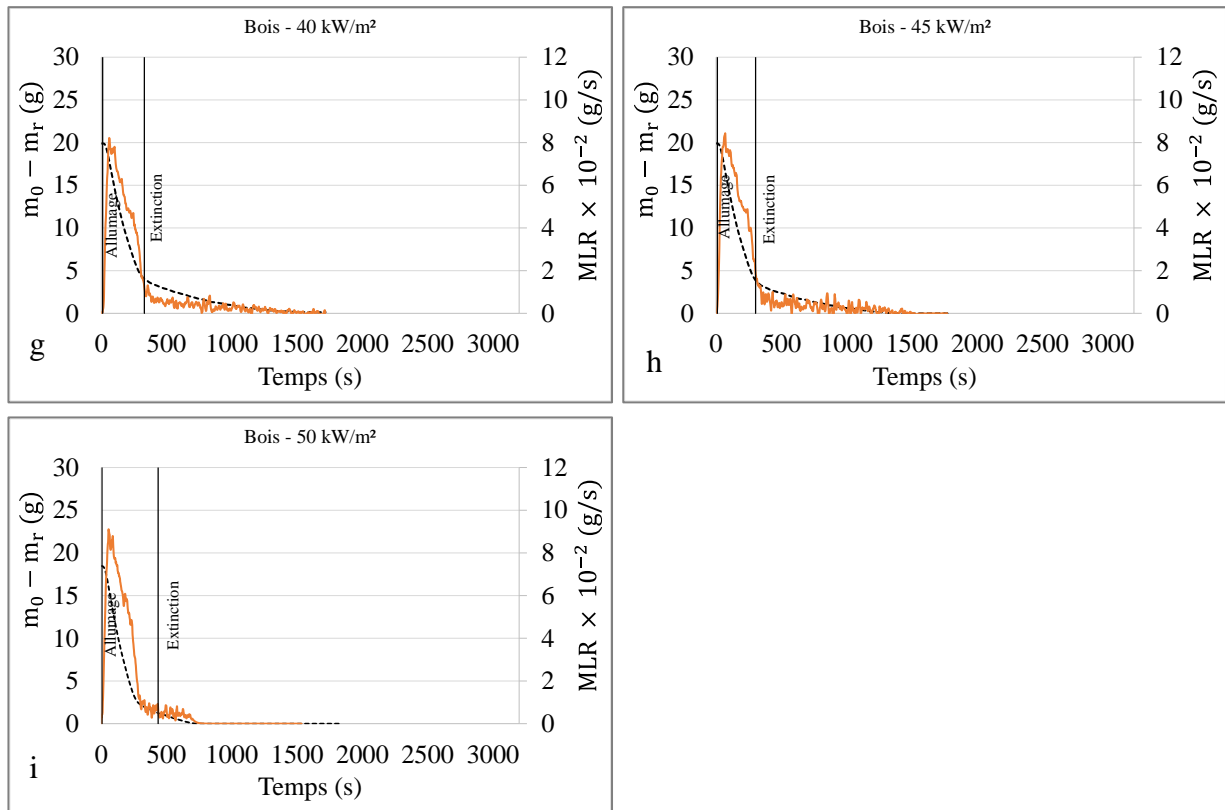 Bois - 40 kW/m²
30
25
20
15
10
5
0
m₀ − mᵣ (g)
12
10
8
6
4
2
0
MLR × 10⁻² (g/s)
Allumage
Extinction
0 500 1000 1500 2000 2500 3000
Temps (s)
g
Bois - 45 kW/m²
30
25
20
15
10
5
0
m₀ − mᵣ (g)
12
10
8
6
4
2
0
MLR × 10⁻² (g/s)
Allumage
Extinction
0 500 1000 1500 2000 2500 3000
Temps (s)
h
Bois - 50 kW/m²
30
25
20
15
10
5
0
m₀ − mᵣ (g)
12
10
8
6
4
2
0
MLR × 10⁻² (g/s)
Allumage
Extinction
0 500 1000 1500 2000 2500 3000
Temps (s)
i